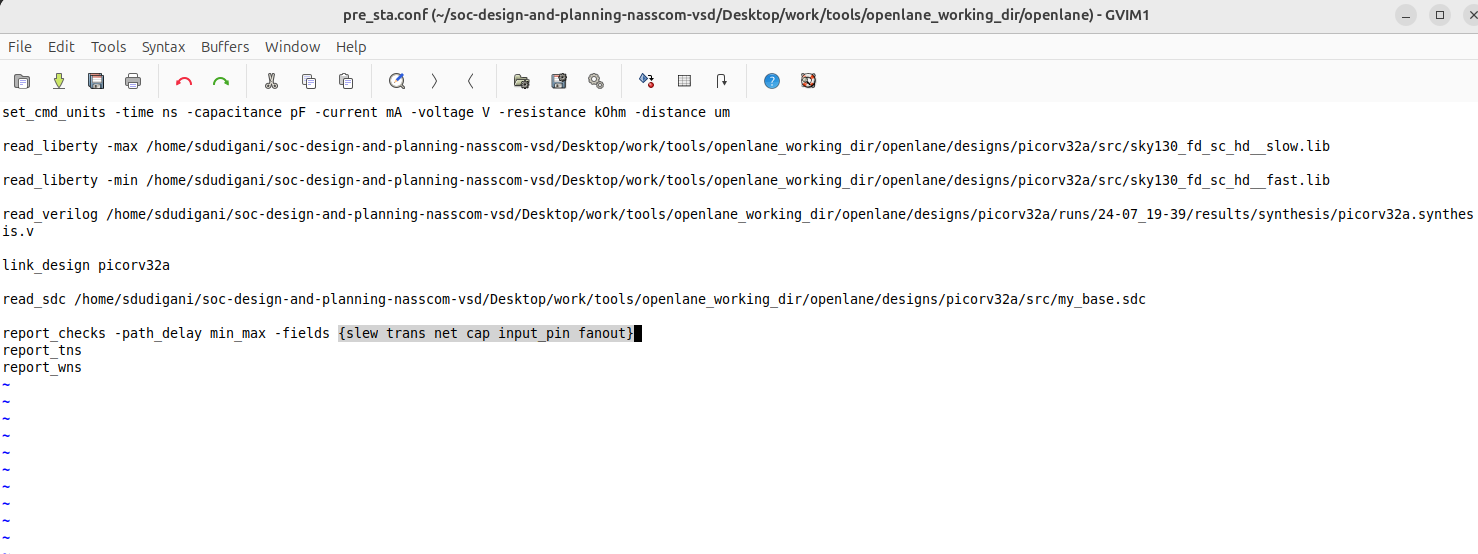 pre_sta.conf (~/soc-design-and-planning-nasscom-vsd/Desktop/work/tools/openlane_working_dir/openlane) - GVIM1
File Edit Tools Syntax Buffers Window Help
set_cmd_units -time ns -capacitance pF -current mA -voltage V -resistance kOhm -distance um
read_liberty -max /home/sdudigani/soc-design-and-planning-nasscom-vsd/Desktop/work/tools/openlane_working_dir/openlane/designs/picorv32a/src/sky130_fd_sc_hd__slow.lib
read_liberty -min /home/sdudigani/soc-design-and-planning-nasscom-vsd/Desktop/work/tools/openlane_working_dir/openlane/designs/picorv32a/src/sky130_fd_sc_hd__fast.lib
read_verilog /home/sdudigani/soc-design-and-planning-nasscom-vsd/Desktop/work/tools/openlane_working_dir/openlane/designs/picorv32a/runs/24-07_19-39/results/synthesis/picorv32a.synthes
is.v
link_design picorv32a
read_sdc /home/sdudigani/soc-design-and-planning-nasscom-vsd/Desktop/work/tools/openlane_working_dir/openlane/designs/picorv32a/src/my_base.sdc
report_checks -path_delay min_max -fields {slew trans net cap input_pin fanout}
report_tns
report_wns
~
~
~
~
~
~
~
~
~
~
~